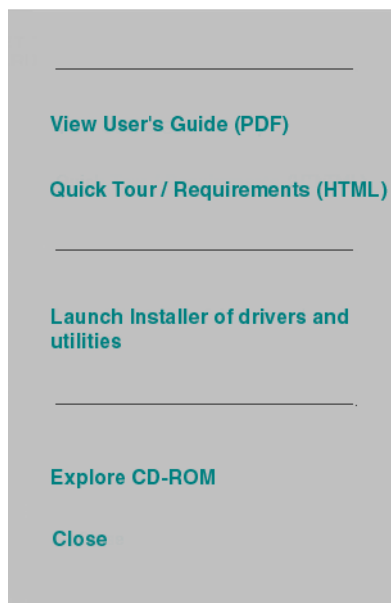 View User's Guide (PDF)
Quick Tour / Requirements (HTML)
Launch Installer of drivers and
utilities
Explore CD-ROM
Close